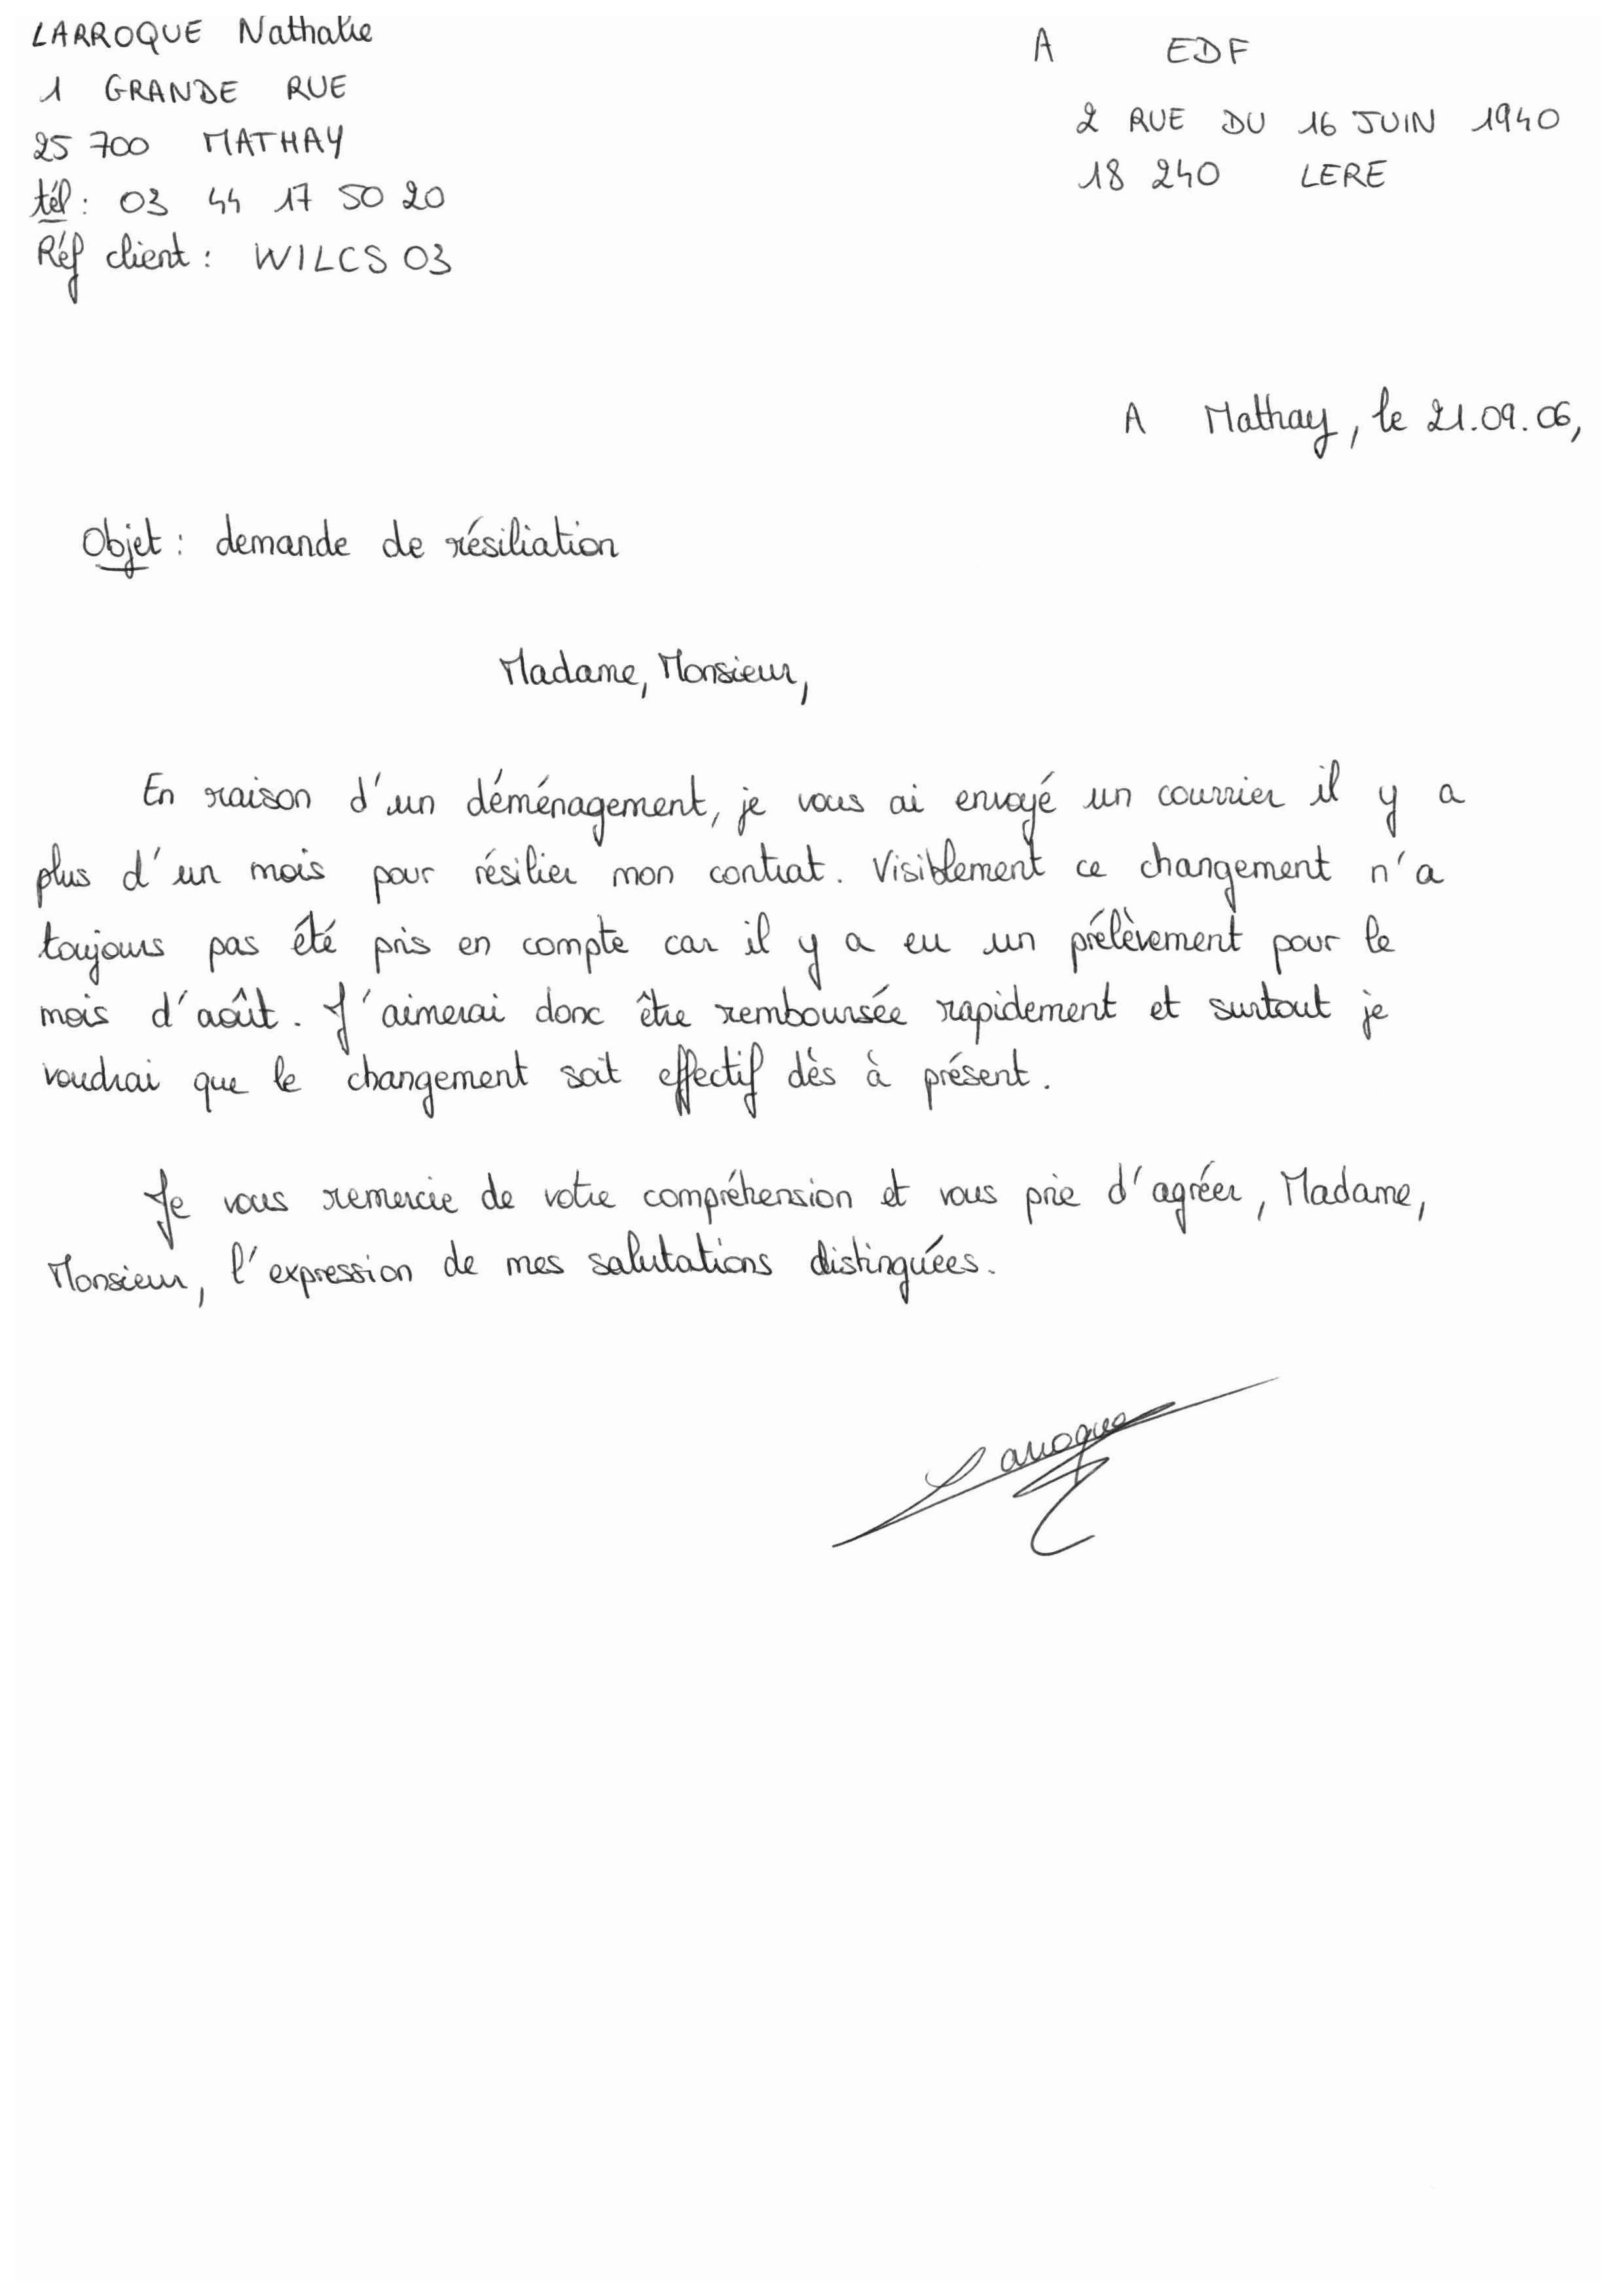 LARROQUE Nathalie
1 GRANDE RUE
25 700 MATHAY
tél : 03 44 17 50 20
Réf client : WILCS 03
A EDF
2 RUE DU 16 JUIN 1940
18 240 LERE
A Mathay, le 21.09.06,
Objet : demande de résiliation
Madame, Monsieur,
En raison d'un déménagement, je vous ai envoyé un courrier il y a
plus d'un mois pour résilier mon contrat. Visiblement ce changement n'a
toujours pas été pris en compte car il y a eu un prélèvement pour le
mois d'août. J'aimerai donc être remboursée rapidement et surtout je
voudrai que le changement soit effectif dès à présent.
Je vous remercie de votre compréhension et vous prie d'agréer, Madame,
Monsieur, l'expression de mes salutations distinguées.
Larroque